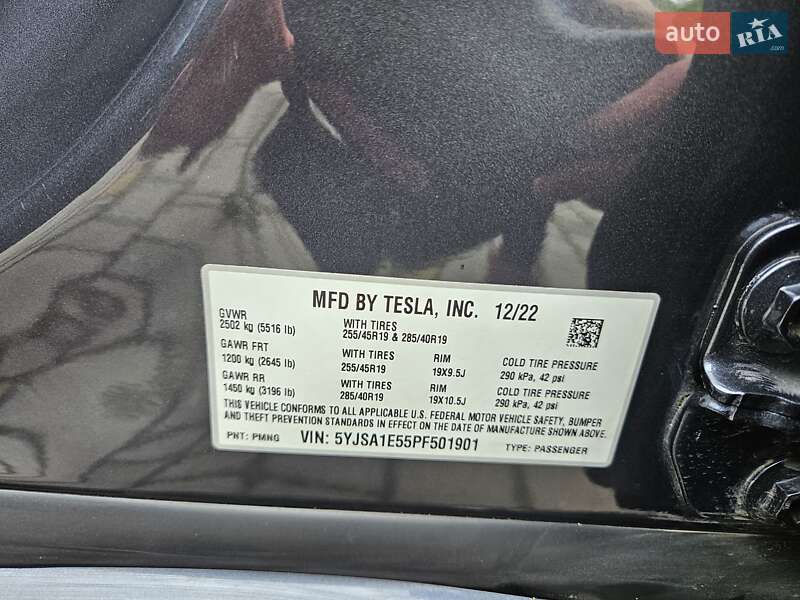 auto RIA.com
MFD BY TESLA, INC. 12/22
GVWR
2502 kg (5516 lb)
WITH TIRES
255/45R19 & 285/40R19
GAWR FRT
1200 kg (2645 lb)
WITH TIRES
255/45R19
RIM
19X9.5J
COLD TIRE PRESSURE
290 kPa, 42 psi
GAWR RR
1450 kg (3196 lb)
WITH TIRES
285/40R19
RIM
19X10.5J
COLD TIRE PRESSURE
290 kPa, 42 psi
THIS VEHICLE CONFORMS TO ALL APPLICABLE U.S. FEDERAL MOTOR VEHICLE SAFETY, BUMPER
AND THEFT PREVENTION STANDARDS IN EFFECT ON THE DATE OF MANUFACTURE SHOWN ABOVE.
PNT: PMNG VIN: 5YJSA1E55PF501901 TYPE: PASSENGER